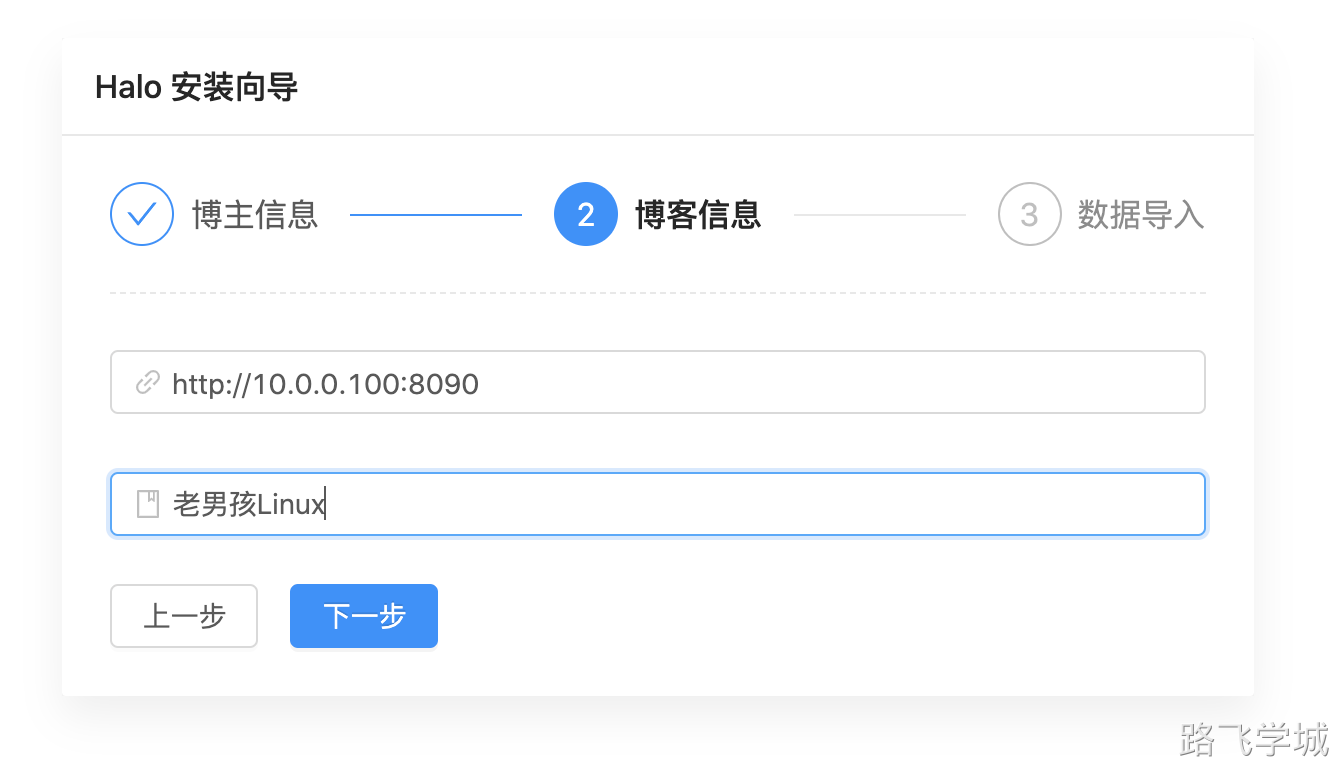 Halo 安装向导
博主信息 2 博客信息 3 数据导入
http://10.0.0.100:8090
老男孩Linux
上一步 下一步
路飞学城